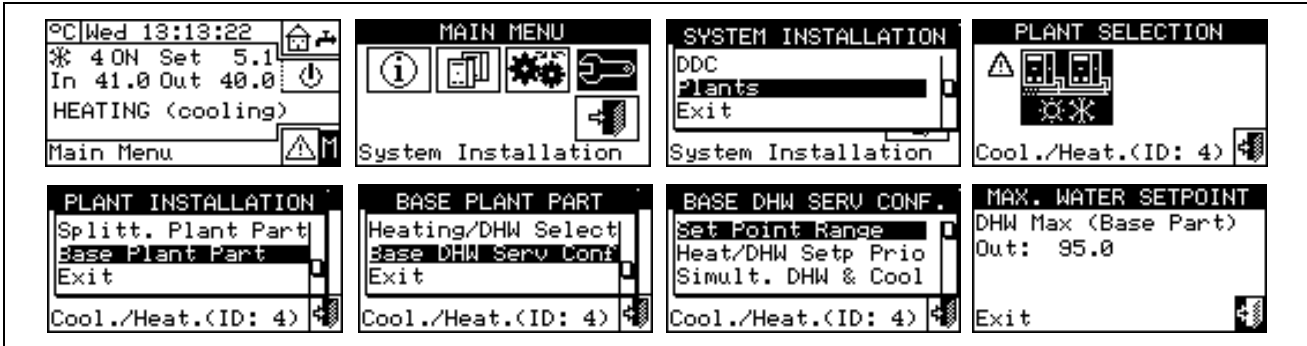 °C Wed 13:13:22
4 ON Set 5.1
In 41.0 Out 40.0
HEATING (cooling)
Main Menu M
MAIN MENU
i
System Installation
SYSTEM INSTALLATION
DDC
Plants
Exit
System Installation
PLANT SELECTION
Cool./Heat.(ID: 4)
PLANT INSTALLATION
Splitt. Plant Part
Base Plant Part
Exit
Cool./Heat.(ID: 4)
BASE PLANT PART
Heating/DHW Select
Base DHW Serv Conf
Exit
Cool./Heat.(ID: 4)
BASE DHW SERV CONF.
Set Point Range
Heat/DHW Setp Prio
Simult. DHW & Cool
Cool./Heat.(ID: 4)
MAX. WATER SETPOINT
DHW Max (Base Part)
Out: 95.0
Exit